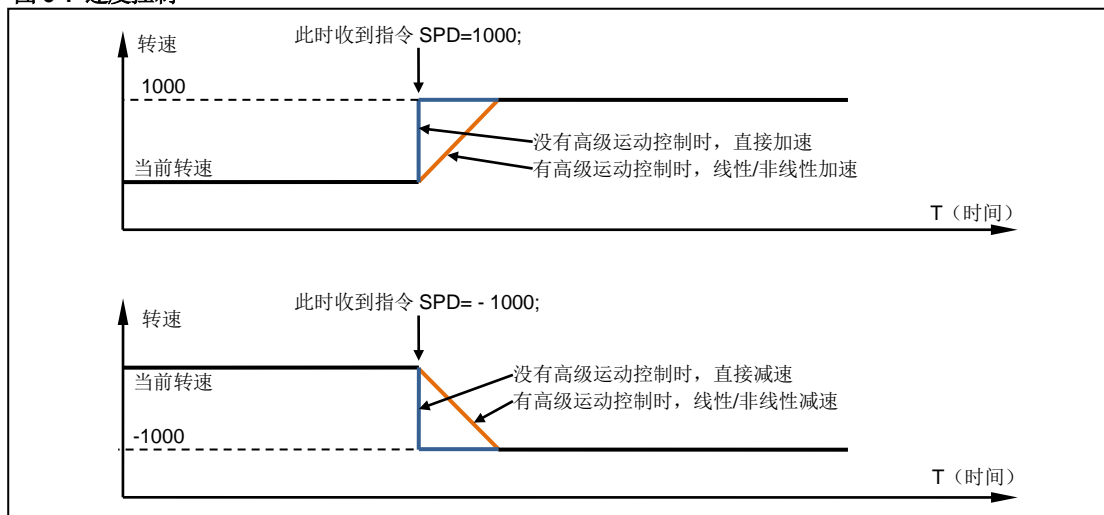 转速
此时收到指令 SPD=1000;
1000
没有高级运动控制时，直接加速
有高级运动控制时，线性/非线性加速
当前转速
T（时间）
转速
此时收到指令 SPD= - 1000;
当前转速
没有高级运动控制时，直接减速
有高级运动控制时，线性/非线性减速
-1000
T（时间）